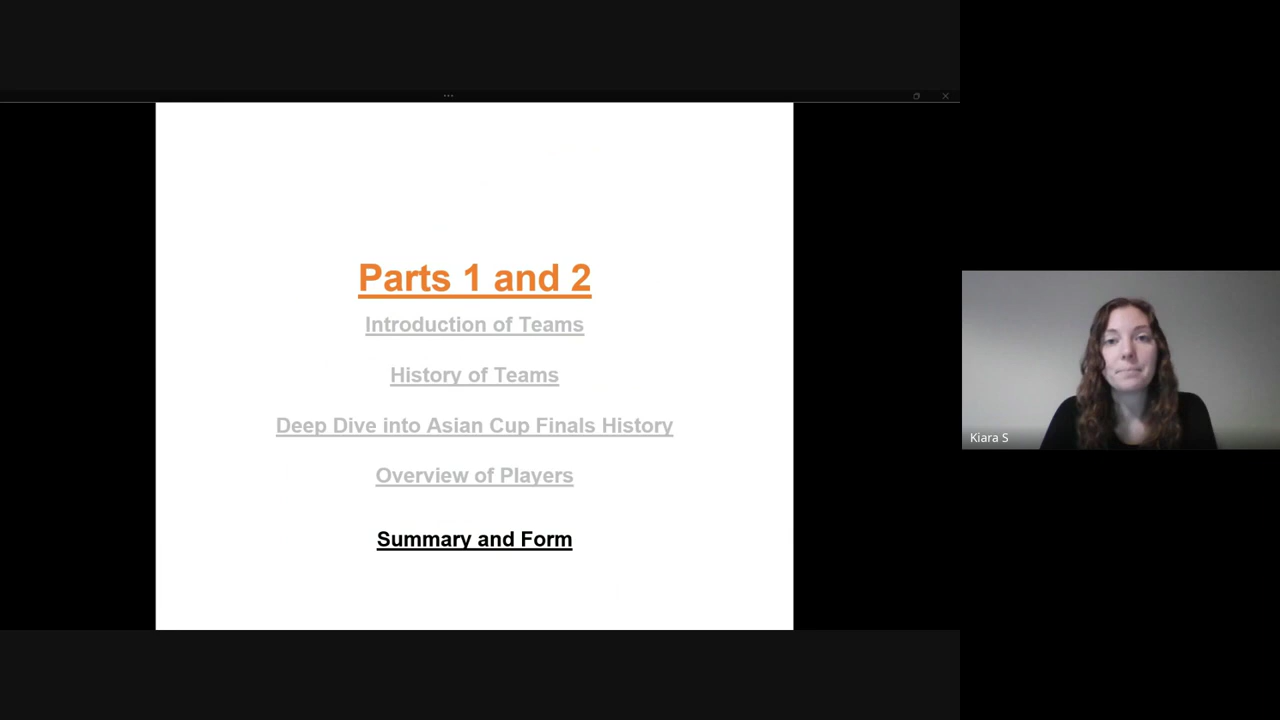 Parts 1 and 2
Introduction of Teams
History of Teams
Deep Dive into Asian Cup Finals History
Overview of Players
Summary and Form
Kiara S